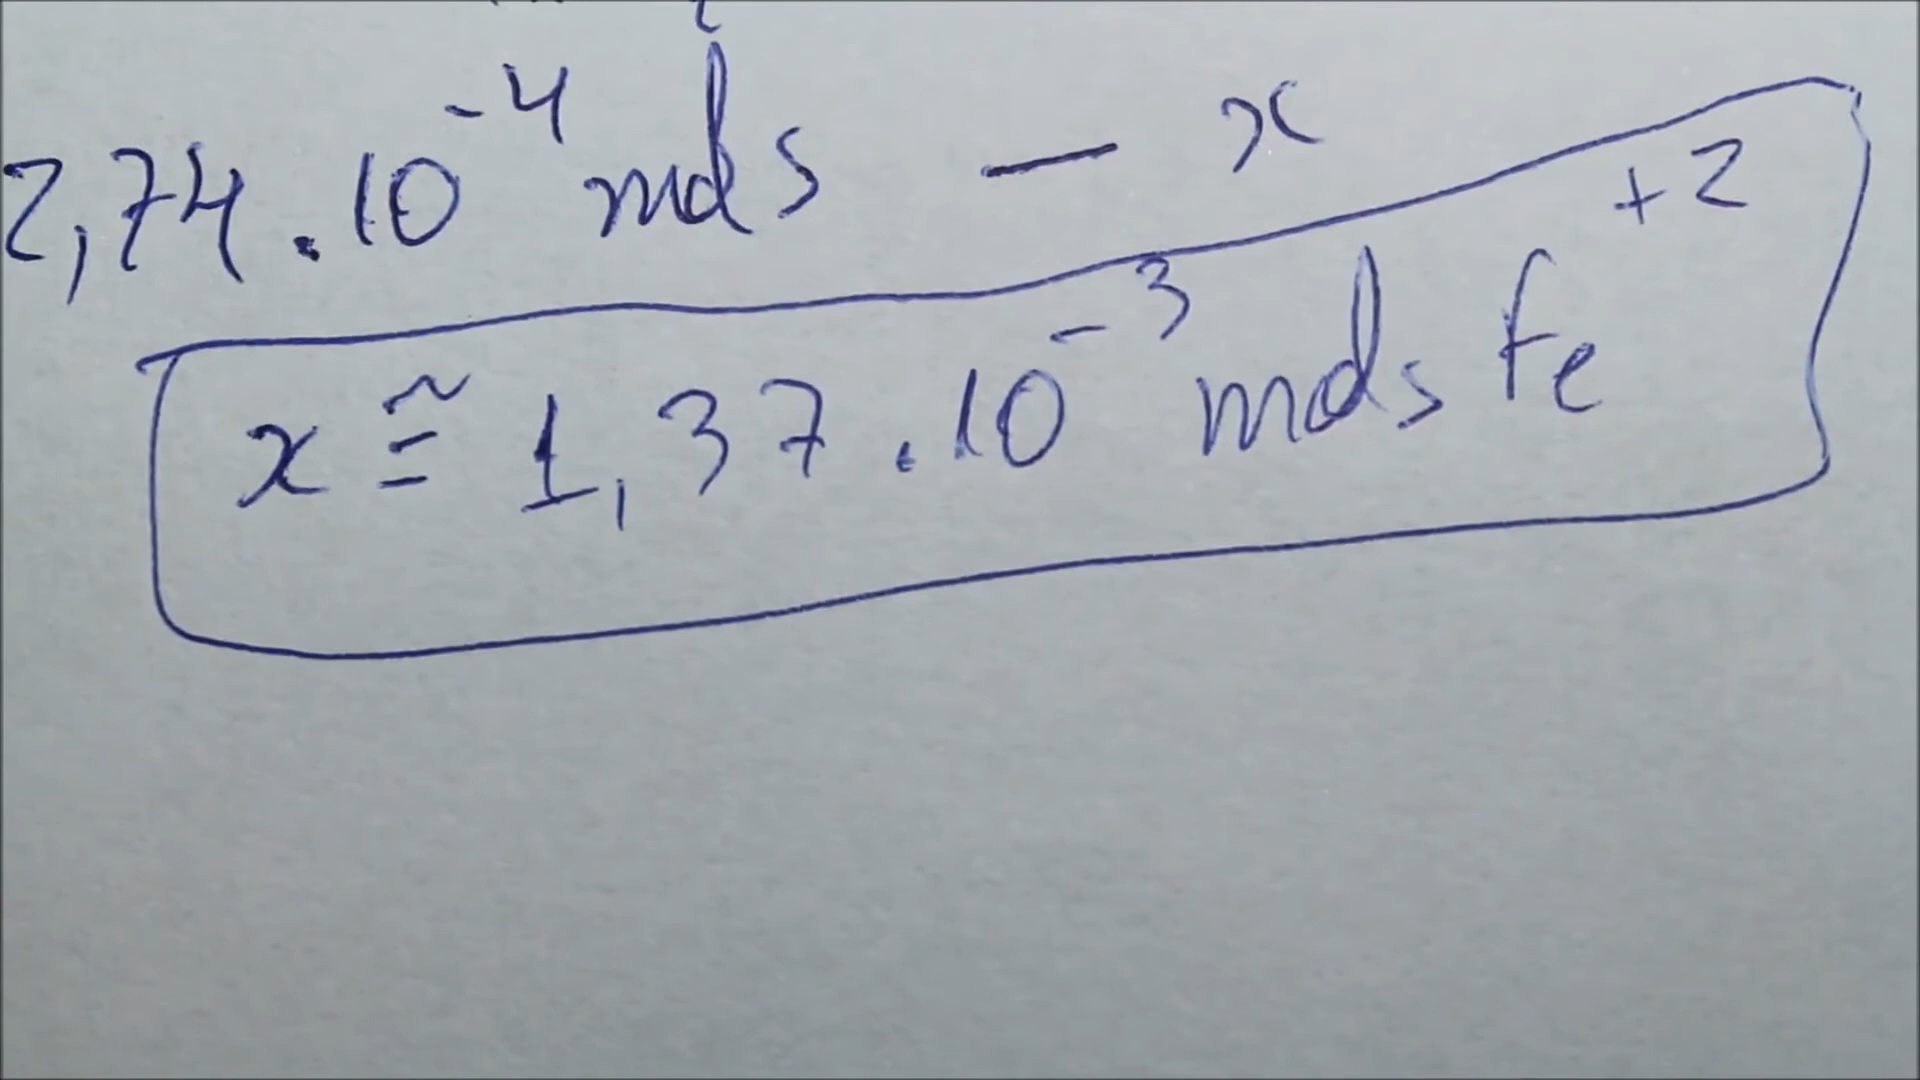 2,74.10⁻⁴ mols — x
x ≅ 1,37.10⁻³ mols Fe⁺²